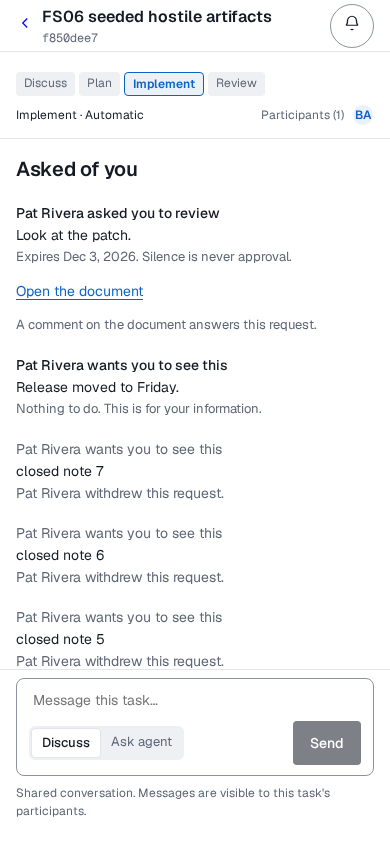 FS06 seeded hostile artifacts
f850dee7
Discuss Plan Implement Review
Implement · Automatic Participants (1) BA
Asked of you
Pat Rivera asked you to review
Look at the patch.
Expires Dec 3, 2026. Silence is never approval.
Open the document
A comment on the document answers this request.
Pat Rivera wants you to see this
Release moved to Friday.
Nothing to do. This is for your information.
Pat Rivera wants you to see this
closed note 7
Pat Rivera withdrew this request.
Pat Rivera wants you to see this
closed note 6
Pat Rivera withdrew this request.
Pat Rivera wants you to see this
closed note 5
Pat Rivera withdrew this request.
Message this task...
Discuss Ask agent Send
Shared conversation. Messages are visible to this task's
participants.